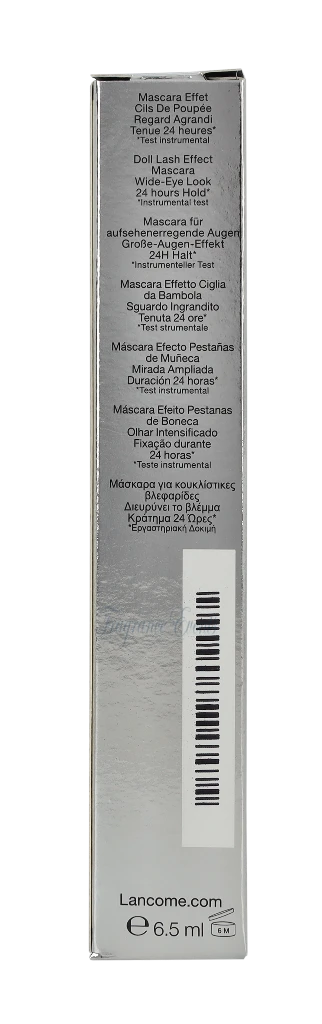 Mascara Effet
Cils De Poupée
Regard Agrandi
Tenue 24 heures*
*Test instrumental
Doll Lash Effect
Mascara
Wide-Eye Look
24 hours Hold*
*Instrumental test
Mascara für
aufsehenerregende Augen
Große-Augen-Effekt
24H Halt*
*Instrumenteller Test
Mascara Effetto Ciglia
da Bambola
Sguardo Ingrandito
Tenuta 24 ore*
*Test strumentale
Máscara Efecto Pestañas
de Muñeca
Mirada Ampliada
Duración 24 horas*
*Test instrumental
Máscara Efeito Pestanas
de Boneca
Olhar Intensificado
Fixação durante
24 horas*
*Teste instrumental
Μάσκαρα για κουκλίστικες
βλεφαρίδες
Διευρύνει το βλέμμα
Κράτημα 24 Ώρες*
*Εργαστηριακή Δοκιμή
Lancome.com
e 6.5 ml 6 M